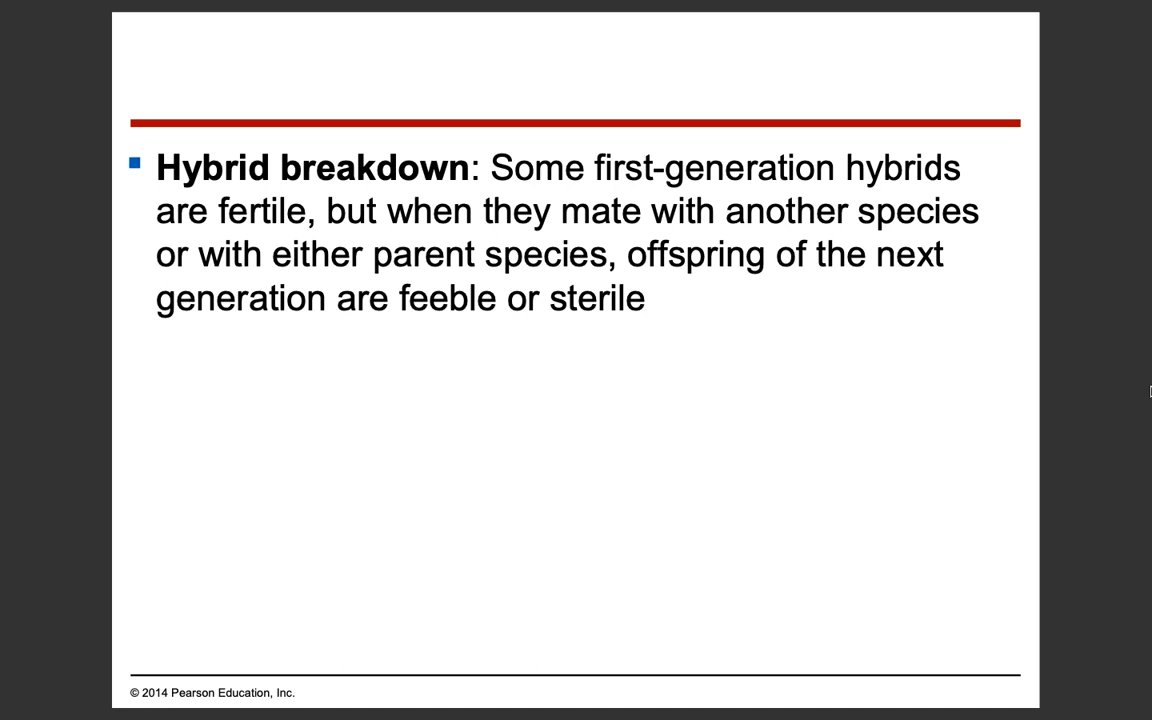 Hybrid breakdown: Some first-generation hybrids
are fertile, but when they mate with another species
or with either parent species, offspring of the next
generation are feeble or sterile
© 2014 Pearson Education, Inc.